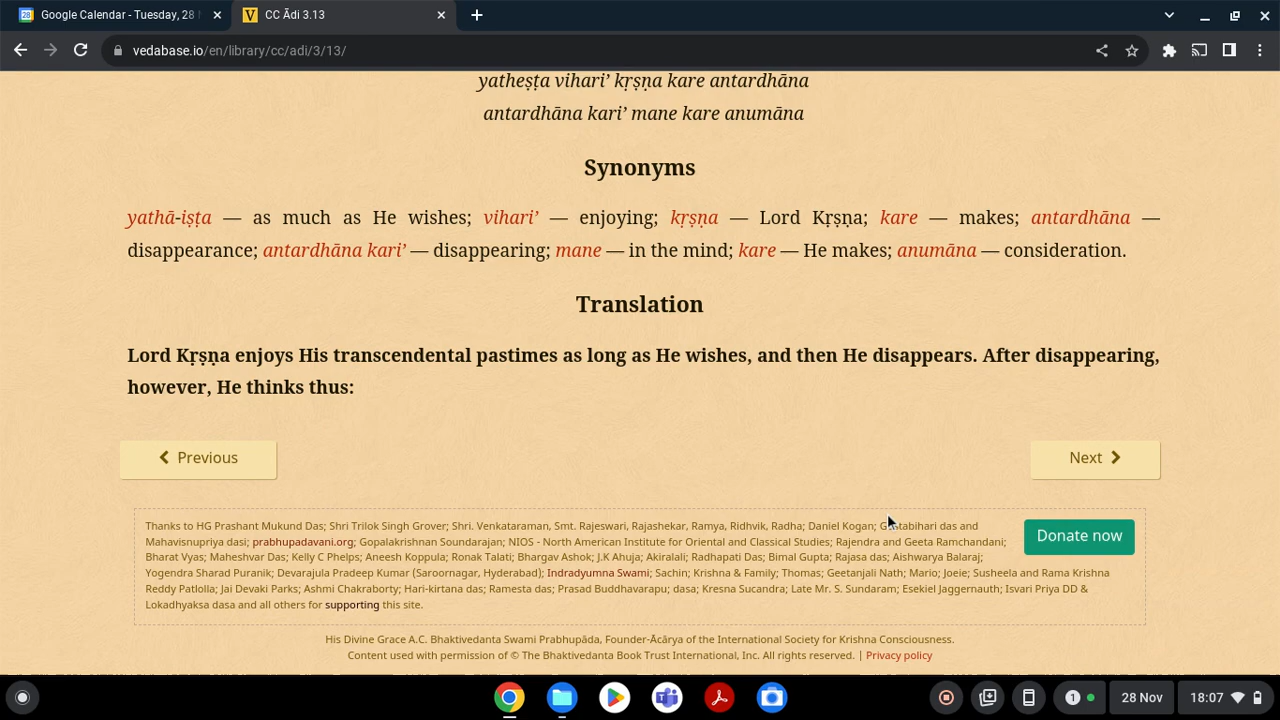 Google Calendar - Tuesday, 28
CC Ādi 3.13
vedabase.io/en/library/cc/adi/3/13/
yatheṣṭa vihari’ kṛṣṇa kare antardhāna
antardhāna kari’ mane kare anumāna
Synonyms
yathā-iṣṭa — as much as He wishes; vihari’ — enjoying; kṛṣṇa — Lord Kṛṣṇa; kare — makes; antardhāna —
disappearance; antardhāna kari’ — disappearing; mane — in the mind; kare — He makes; anumāna — consideration.
Translation
Lord Kṛṣṇa enjoys His transcendental pastimes as long as He wishes, and then He disappears. After disappearing,
however, He thinks thus:
Previous
Next
Thanks to HG Prashant Mukund Das; Shri Trilok Singh Grover; Shri. Venkataraman, Smt. Rajeswari, Rajashekar, Ramya, Ridhvik, Radha; Daniel Kogan; das and
Mahavisnupriya dasi; prabhupadavani.org; Gopalakrishnan Soundarajan; NIOS - North American Institute for Oriental and Classical Studies; Rajendra and Geeta Ramchandani;
Bharat Vyas; Maheshvar Das; Kelly C Phelps; Aneesh Koppula; Ronak Talati; Bhargav Ashok; J.K Ahuja; Akiralali; Radhapati Das; Bimal Gupta; Rajasa das; Aishwarya Balaraj;
Yogendra Sharad Puranik; Devarajula Pradeep Kumar (Saroornagar, Hyderabad); Indradyumna Swami; Sachin; Krishna & Family; Thomas; Geetanjali Nath; Mario; Joeie; Susheela and Rama Krishna
Reddy Patlolla; Jai Devaki Parks; Ashmi Chakraborty; Hari-kirtana das; Ramesta das; Prasad Buddhavarapu; dasa; Kresna Sucandra; Late Mr. S. Sundaram; Esekiel Jaggernauth; Isvari Priya DD &
Lokadhyaksa dasa and all others for supporting this site.
Donate now
His Divine Grace A.C. Bhaktivedanta Swami Prabhupāda, Founder-Ācārya of the International Society for Krishna Consciousness.
Content used with permission of © The Bhaktivedanta Book Trust International, Inc. All rights reserved. | Privacy policy
1
28 Nov
18:07